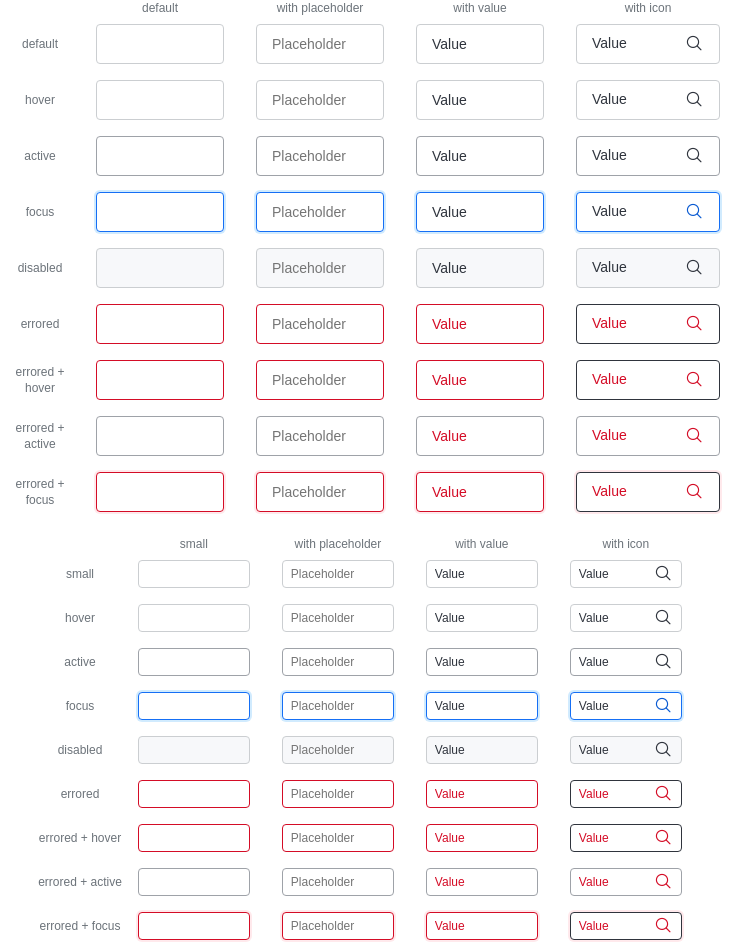 default with placeholder with value with icon
default Placeholder Value Value
hover Placeholder Value Value
active Placeholder Value Value
focus Placeholder Value Value
disabled Placeholder Value Value
errored Placeholder Value Value
errored +
hover Placeholder Value Value
errored +
active Placeholder Value Value
errored +
focus Placeholder Value Value
small with placeholder with value with icon
small Placeholder Value Value
hover Placeholder Value Value
active Placeholder Value Value
focus Placeholder Value Value
disabled Placeholder Value Value
errored Placeholder Value Value
errored + hover Placeholder Value Value
errored + active Placeholder Value Value
errored + focus Placeholder Value Value